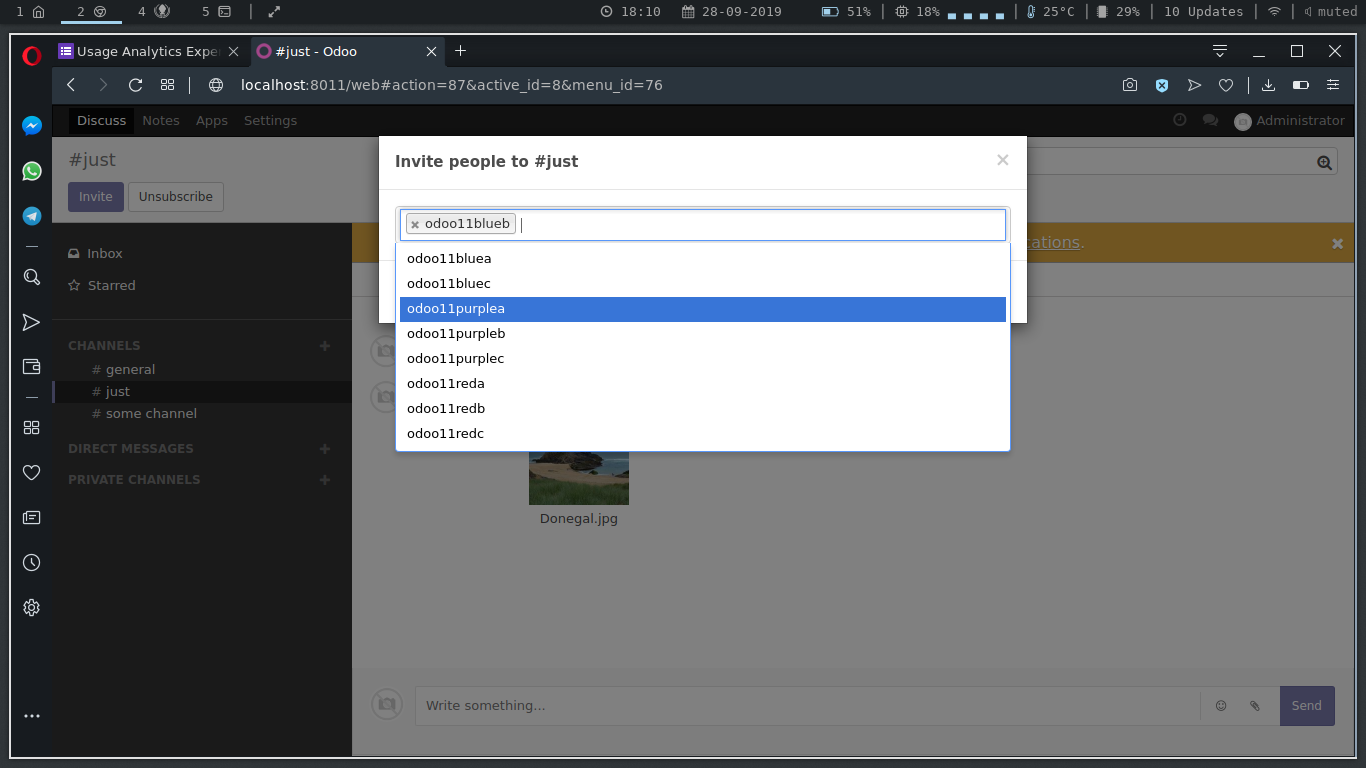 1 2 4 5 18:10 28-09-2019 51% 18% 25°C 29% 10 Updates muted
Usage Analytics Expe #just - Odoo
localhost:8011/web#action=87&active_id=8&menu_id=76
Discuss Notes Apps Settings Administrator
#just
Invite Unsubscribe
Inbox
Starred
CHANNELS
# general
# just
# some channel
DIRECT MESSAGES
PRIVATE CHANNELS
Invite people to #just
odoo11blueb
cations.
odoo11bluea
odoo11bluec
odoo11purplea
odoo11purpleb
odoo11purplec
odoo11reda
odoo11redb
odoo11redc
Donegal.jpg
Write something...
Send